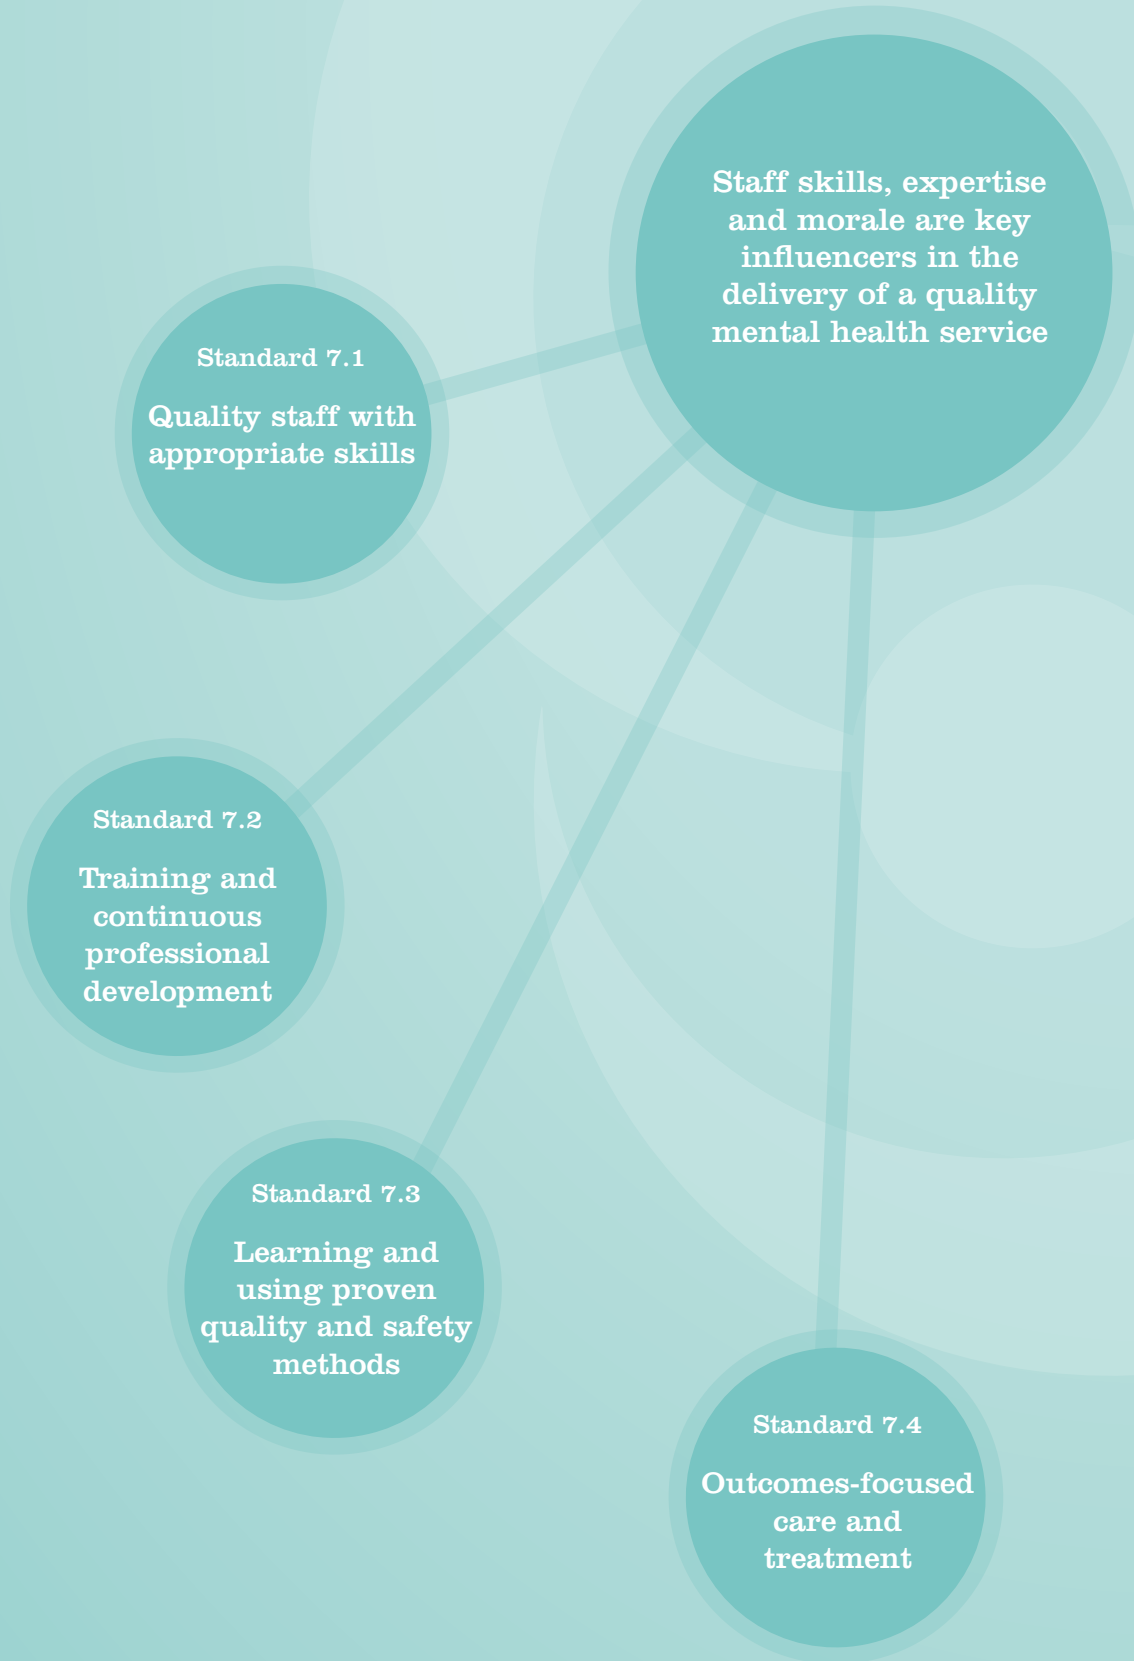 Staff skills, expertise
and morale are key
influencers in the
delivery of a quality
mental health service
Standard 7.1
Quality staff with
appropriate skills
Standard 7.2
Training and
continuous
professional
development
Standard 7.3
Learning and
using proven
quality and safety
methods
Standard 7.4
Outcomes-focused
care and
treatment